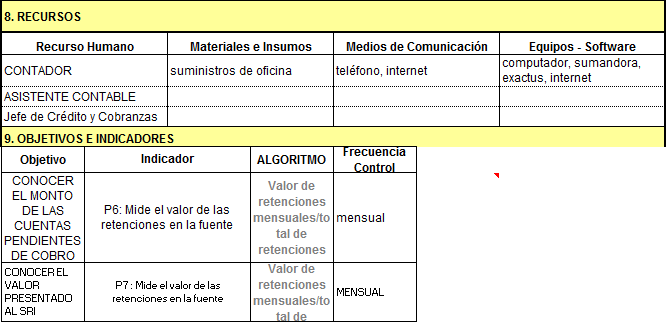 8. RECURSOS
Recurso Humano Materiales e Insumos Medios de Comunicación Equipos - Software
CONTADOR suministros de oficina teléfono, internet computador, sumandora,
exactus, internet
ASISTENTE CONTABLE
Jefe de Crédito y Cobranzas
9. OBJETIVOS E INDICADORES
Objetivo Indicador ALGORITMO Frecuencia
Control
CONOCER
EL MONTO
DE LAS
CUENTAS
PENDIENTES
DE COBRO
P6: Mide el valor de las
retenciones en la fuente
Valor de
retenciones
mensuales/to
tal de
retenciones
mensual
CONOCER EL
VALOR
PRESENTADO
AL SRI
P7: Mide el valor de las
retenciones en la fuente
Valor de
retenciones
mensuales/to
tal de
MENSUAL